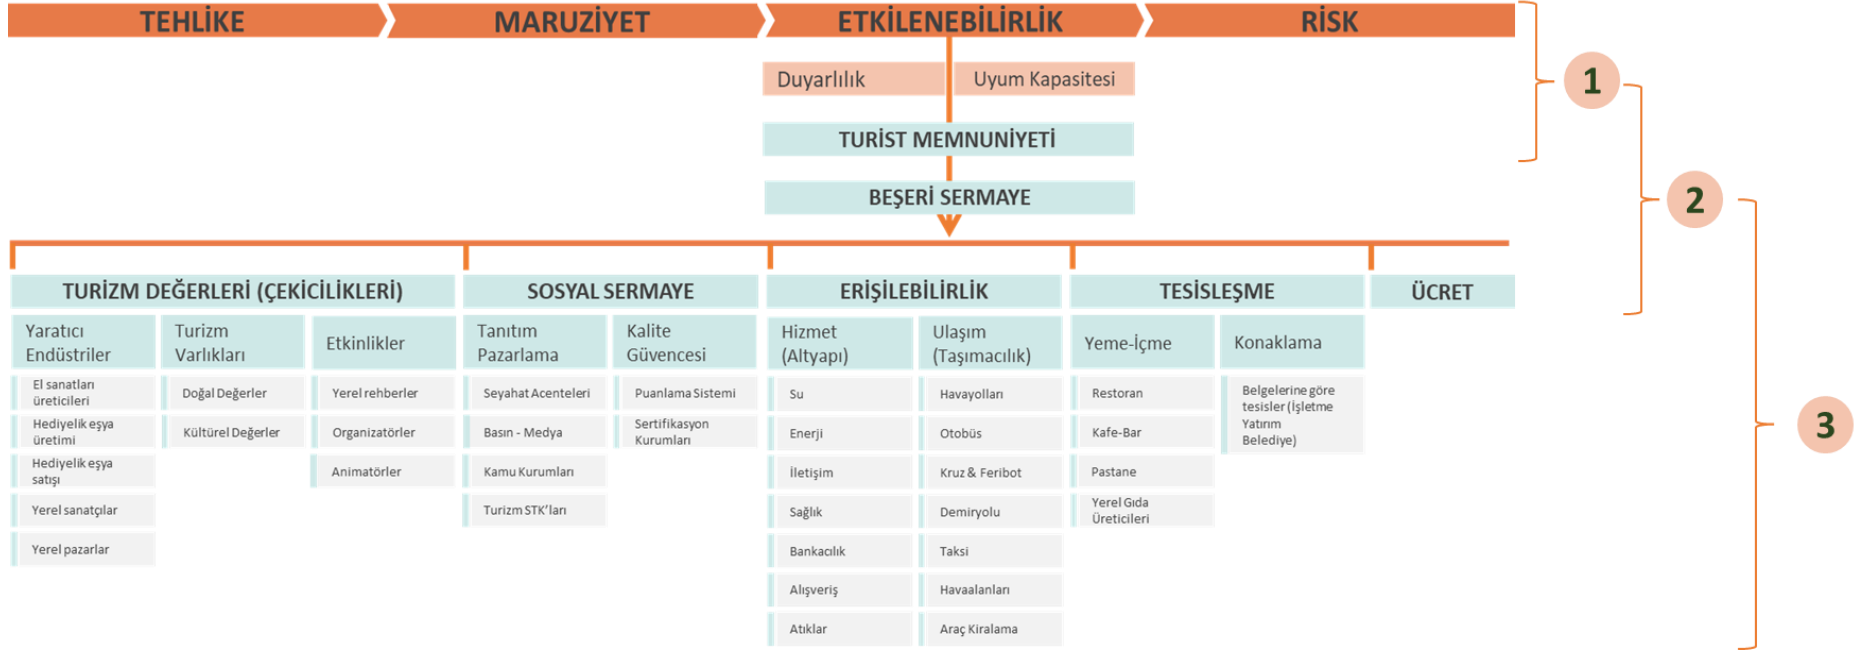 TEHLİKE
MARUZİYET
ETKİLENEBİLİRLİK
RİSK
Duyarlılık
Uyum Kapasitesi
TURİST MEMNUNİYETİ
BEŞERİ SERMAYE
1
2
3
TURİZM DEĞERLERİ (ÇEKİCİLİKLERİ)
Yaratıcı
Endüstriler
El sanatları
üreticileri
Hediyelik eşya
üretimi
Hediyelik eşya
satışı
Yerel sanatçılar
Yerel pazarlar
Turizm
Varlıkları
Doğal Değerler
Kültürel Değerler
Etkinlikler
Yerel rehberler
Organizatörler
Animatörler
SOSYAL SERMAYE
Tanıtım
Pazarlama
Seyahat Acenteleri
Basın - Medya
Kamu Kurumları
Turizm STK’ları
Kalite
Güvencesi
Puanlama Sistemi
Sertifikasyon
Kurumları
ERİŞİLEBİLİRLİK
Hizmet
(Altyapı)
Su
Enerji
İletişim
Sağlık
Bankacılık
Alışveriş
Atıklar
Ulaşım
(Taşımacılık)
Havayolları
Otobüs
Kruz & Feribot
Demiryolu
Taksi
Havaalanları
Araç Kiralama
TESİSLEŞME
Yeme-İçme
Restoran
Kafe-Bar
Pastane
Yerel Gıda
Üreticileri
Konaklama
Belgelerine göre
tesisler (İşletme
Yatırım
Belediye)
ÜCRET